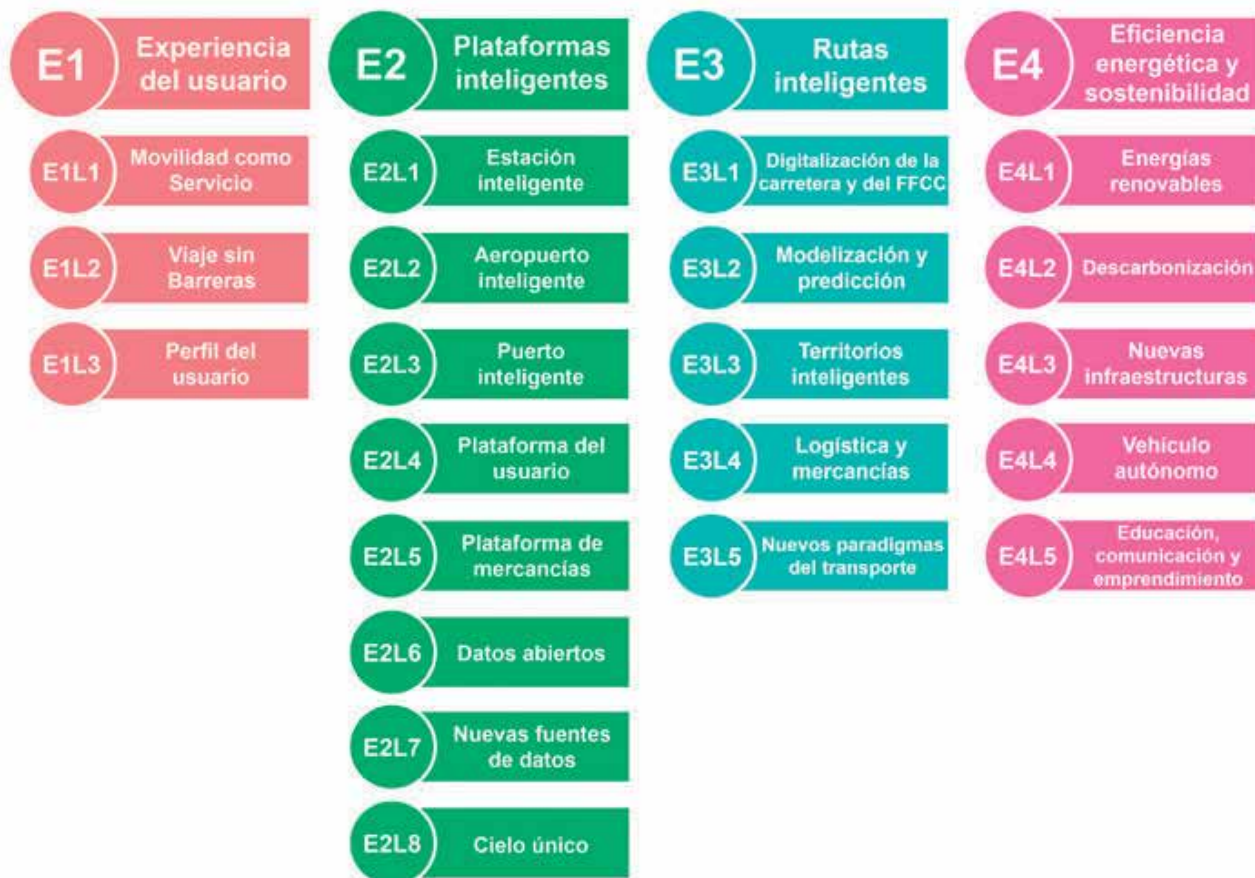 E1
Experiencia
del usuario
E1L1
Movilidad como
Servicio
E1L2
Viaje sin
Barreras
E1L3
Perfil del
usuario
E2
Plataformas
inteligentes
E2L1
Estación
inteligente
E2L2
Aeropuerto
inteligente
E2L3
Puerto
inteligente
E2L4
Plataforma del
usuario
E2L5
Plataforma de
mercancías
E2L6
Datos abiertos
E2L7
Nuevas fuentes
de datos
E2L8
Cielo único
E3
Rutas
inteligentes
E3L1
Digitalización de la
carretera y del FFCC
E3L2
Modelización y
predicción
E3L3
Territorios
inteligentes
E3L4
Logística y
mercancías
E3L5
Nuevos paradigmas
del transporte
E4
Eficiencia
energética y
sostenibilidad
E4L1
Energías
renovables
E4L2
Descarbonización
E4L3
Nuevas
infraestructuras
E4L4
Vehículo
autónomo
E4L5
Educación,
comunicación y
emprendimiento